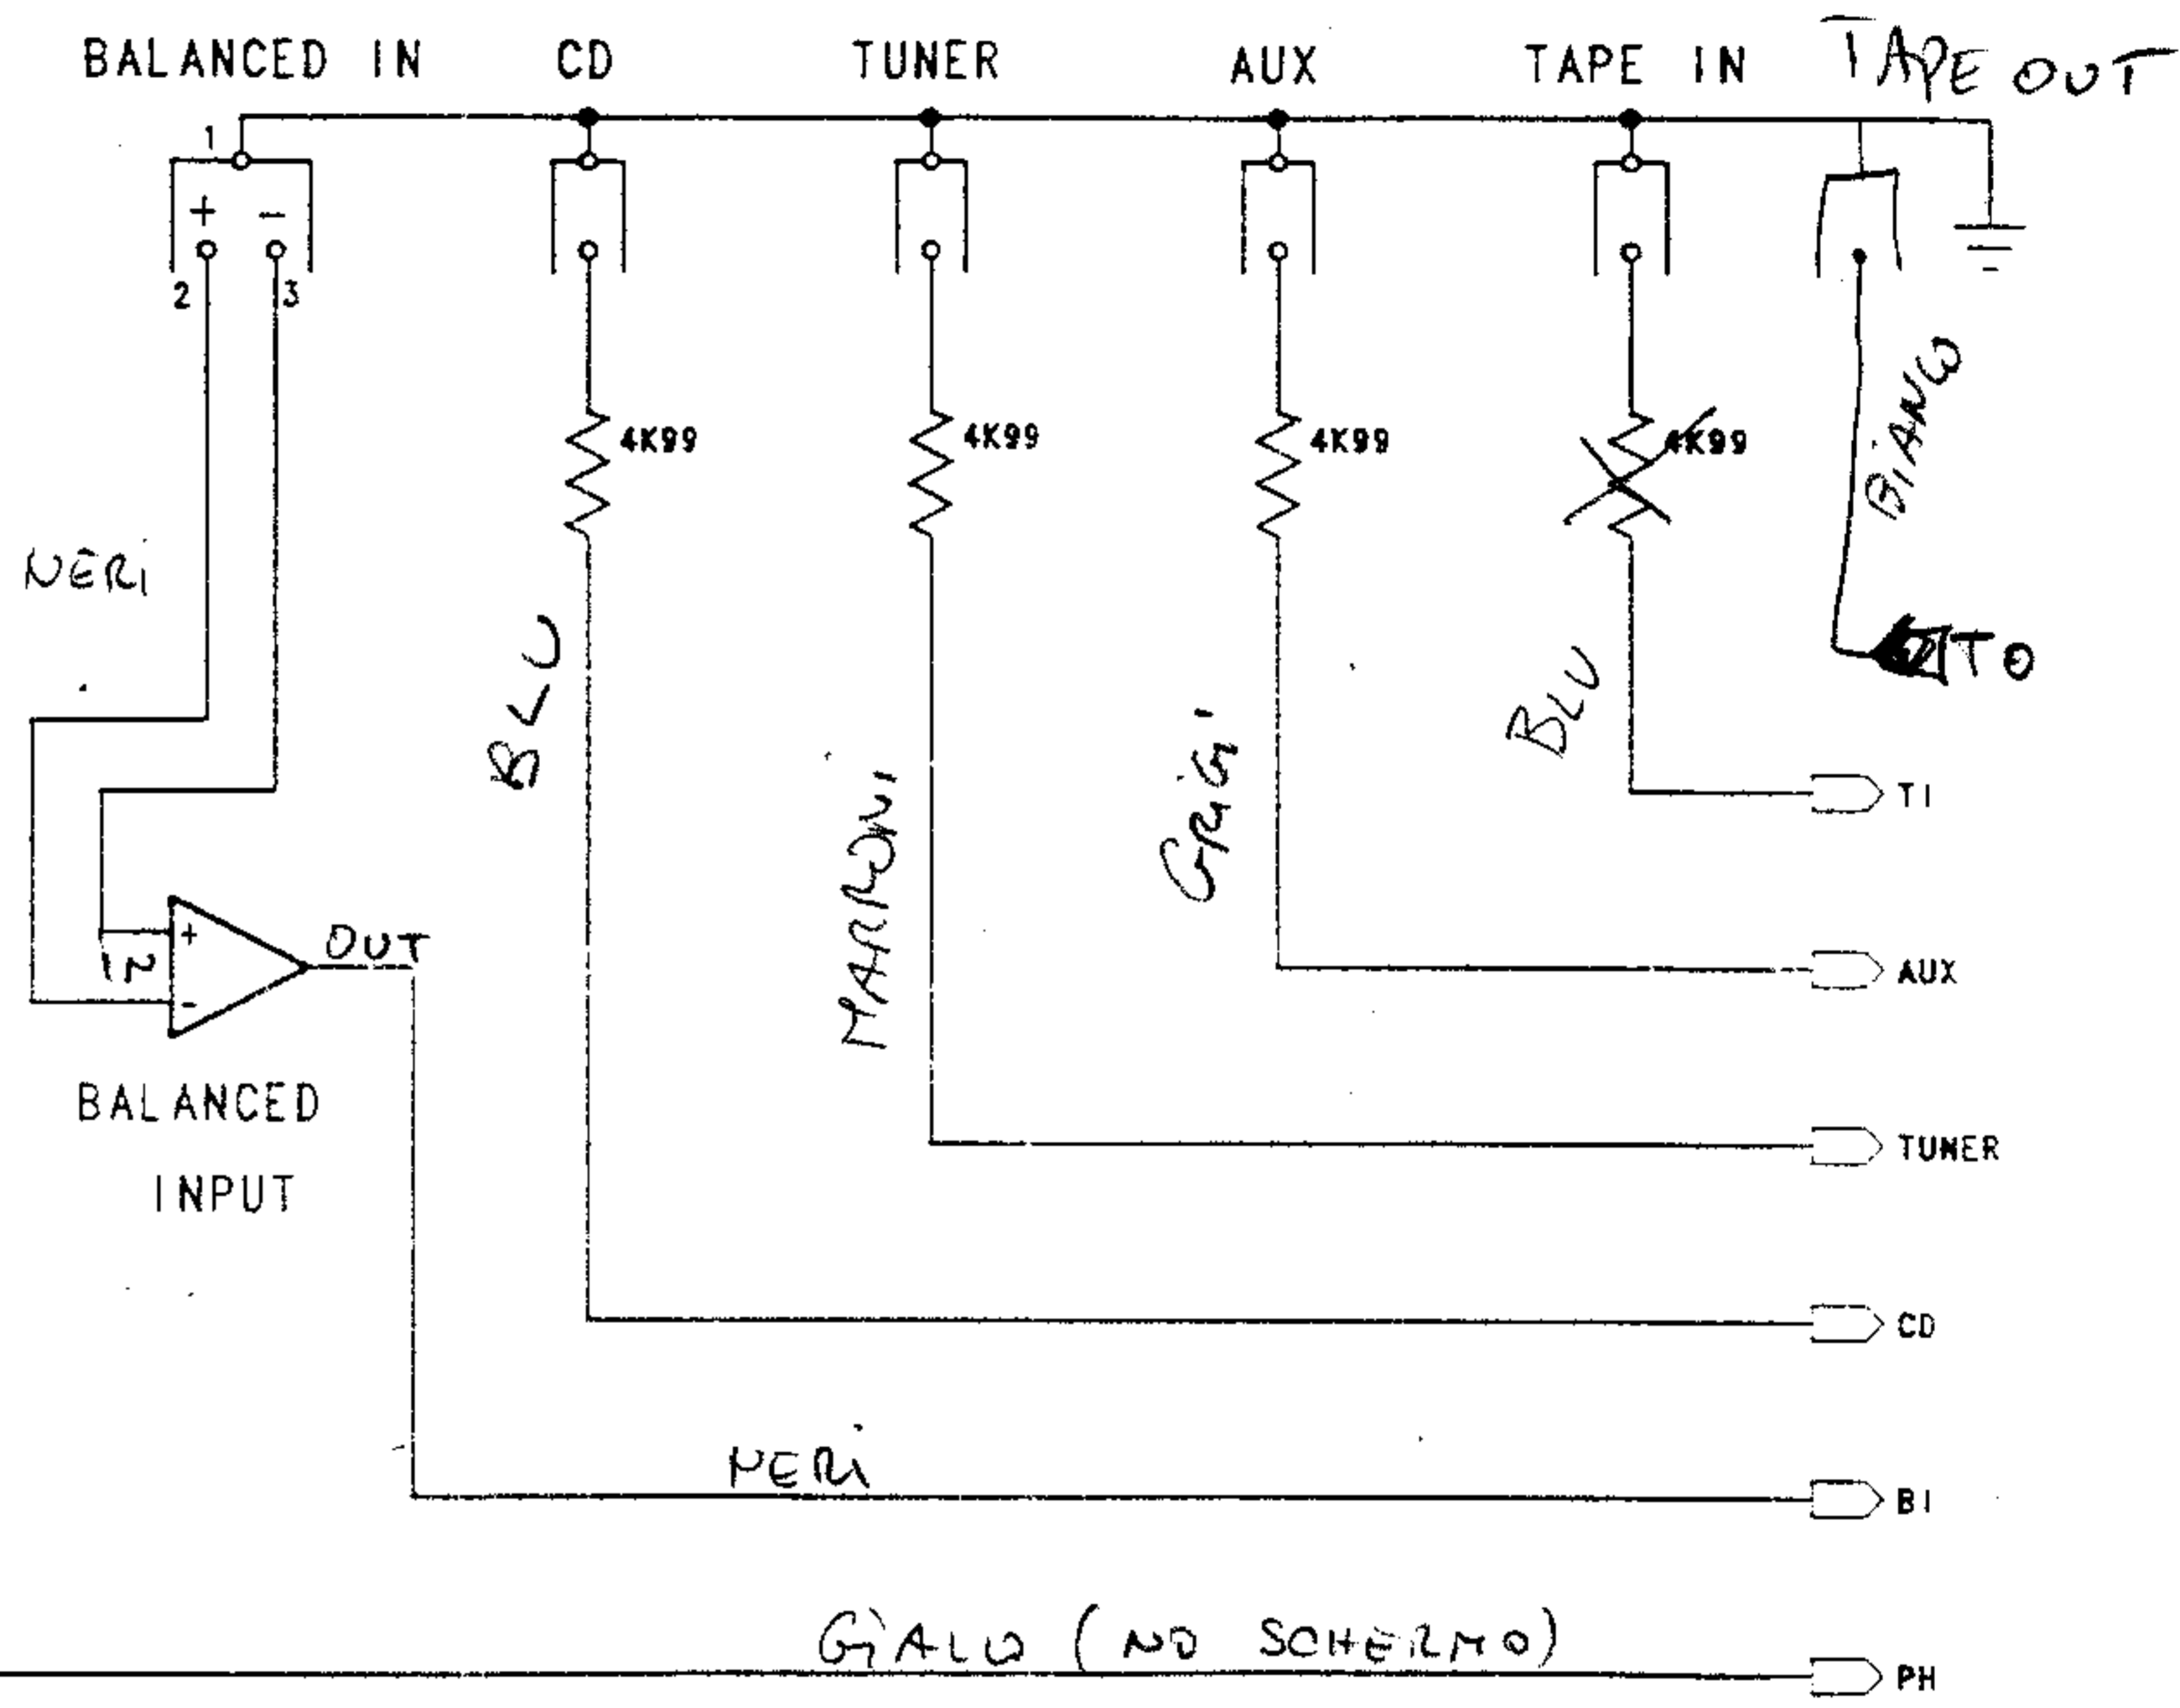 BALANCED IN CD TUNER AUX TAPE IN TAPE OUT
1
+ -
2 3
4K99 4K99 4K99 4K99
BIANCO
NERI
BLU
BLU
TO
GRIGI
TI
MARRONI
+ OUT
IN
-
AUX
BALANCED
INPUT
TUNER
CD
NERI
BI
GIALLO (NO SCHERMO)
PH